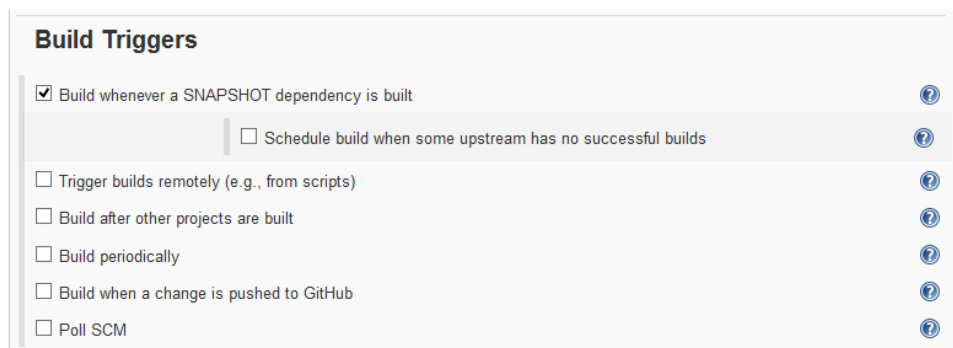 Build Triggers
Build whenever a SNAPSHOT dependency is built
Schedule build when some upstream has no successful builds
Trigger builds remotely (e.g., from scripts)
Build after other projects are built
Build periodically
Build when a change is pushed to GitHub
Poll SCM